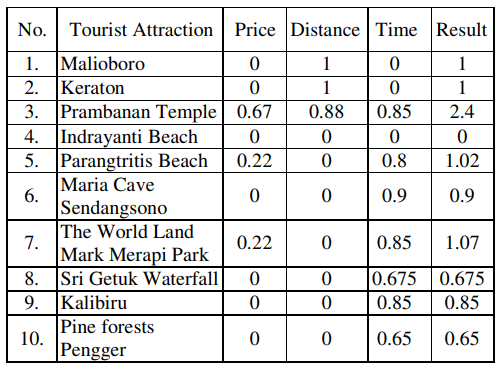 No. Tourist Attraction Price Distance Time Result
1. Malioboro 0 1 0 1
2. Keraton 0 1 0 1
3. Prambanan Temple 0.67 0.88 0.85 2.4
4. Indrayanti Beach 0 0 0 0
5. Parangtritis Beach 0.22 0 0.8 1.02
6. Maria Cave
Sendangsono 0 0 0.9 0.9
7. The World Land
Mark Merapi Park 0.22 0 0.85 1.07
8. Sri Getuk Waterfall 0 0 0.675 0.675
9. Kalibiru 0 0 0.85 0.85
10. Pine forests
Pengger 0 0 0.65 0.65